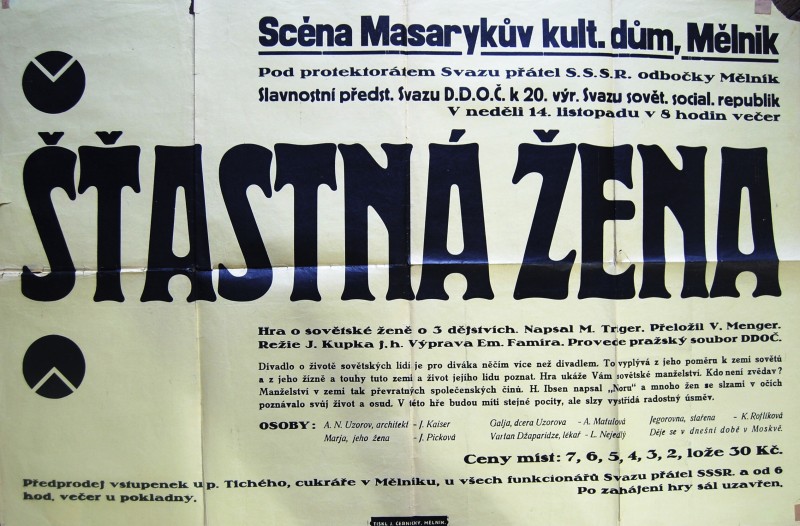 Scéna Masarykův kult. dům, Mělník
Pod protektorátem Svazu přátel S.S.S.R. odbočky Mělník
Slavnostní předst. Svazu D.D.O.Č. k 20. výr. Svazu sovět. social. republik
V neděli 14. listopadu v 8 hodin večer
ŠŤASTNÁ ŽENA
Hra o sovětské ženě o 3 dějstvích. Napsal M. Triger. Přeložil V. Menger.
Režie J. Kupka j.h. Výprava Em. Famíra. Provece pražský soubor DDOČ.
Divadlo o životě sovětských lidí je pro diváka něčím více než divadlem. To vyplývá z jeho poměru k zemi sovětů
a z jeho žízně a touhy tuto zemi a život jejího lidu poznat. Hra ukáže Vám sovětské manželství. Kdo není zvědav?
Manželství v zemi tak převratných společenských činů. H. Ibsen napsal „Noru" a mnoho žen se slzami v očích
poznávalo svůj život a osud. V této hře budou míti stejné pocity, ale slzy vystřídá radostný úsměv.
OSOBY: A. N. Uzorov, architekt - J. Kaiser Galja, dcera Uzorova - A. Matulová Jegorovna, stařena - K. Roflíková
Marja, jeho žena - J. Picková Vartan Džaparidze, lékař - L. Nejedlý Děje se v dnešní době v Moskvě.
Ceny míst: 7, 6, 5, 4, 3, 2, lože 30 Kč.
Předprodej vstupenek u p. Tichého, cukráře v Mělníku, u všech funkcionářů Svazu přátel SSSR. a od 6
hod. večer u pokladny. Po zahájení hry sál uzavřen.
TISKL J. CERNICKÝ, MĚLNÍK.